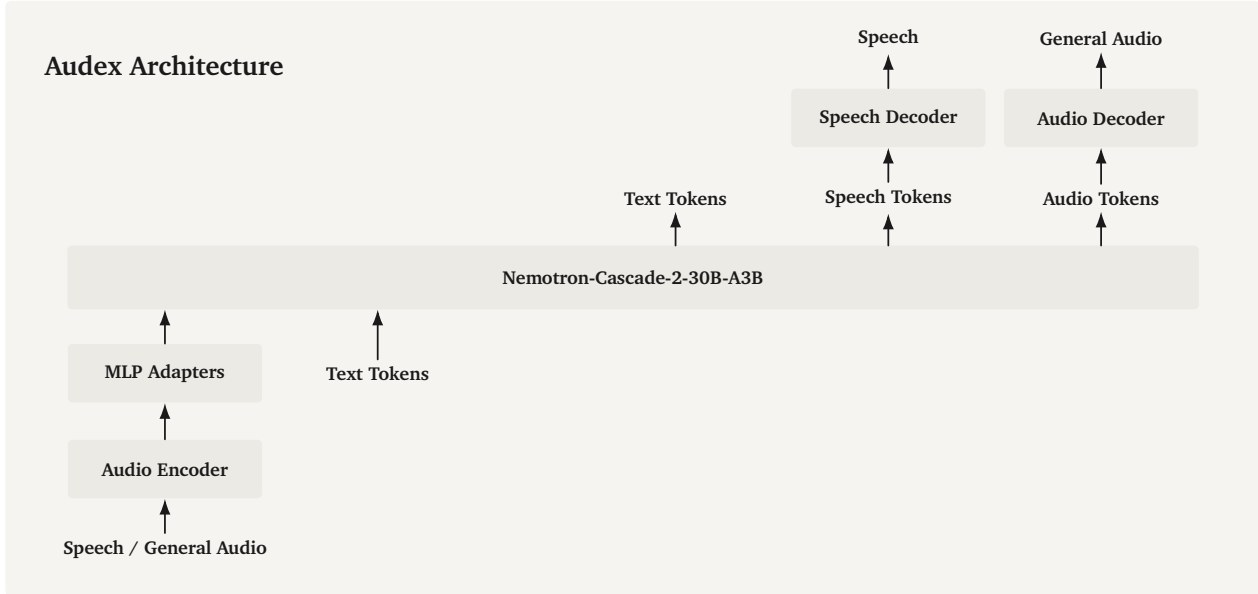 Audex Architecture
Speech
General Audio
Speech Decoder
Audio Decoder
Text Tokens
Speech Tokens
Audio Tokens
Nemotron-Cascade-2-30B-A3B
MLP Adapters
Text Tokens
Audio Encoder
Speech / General Audio